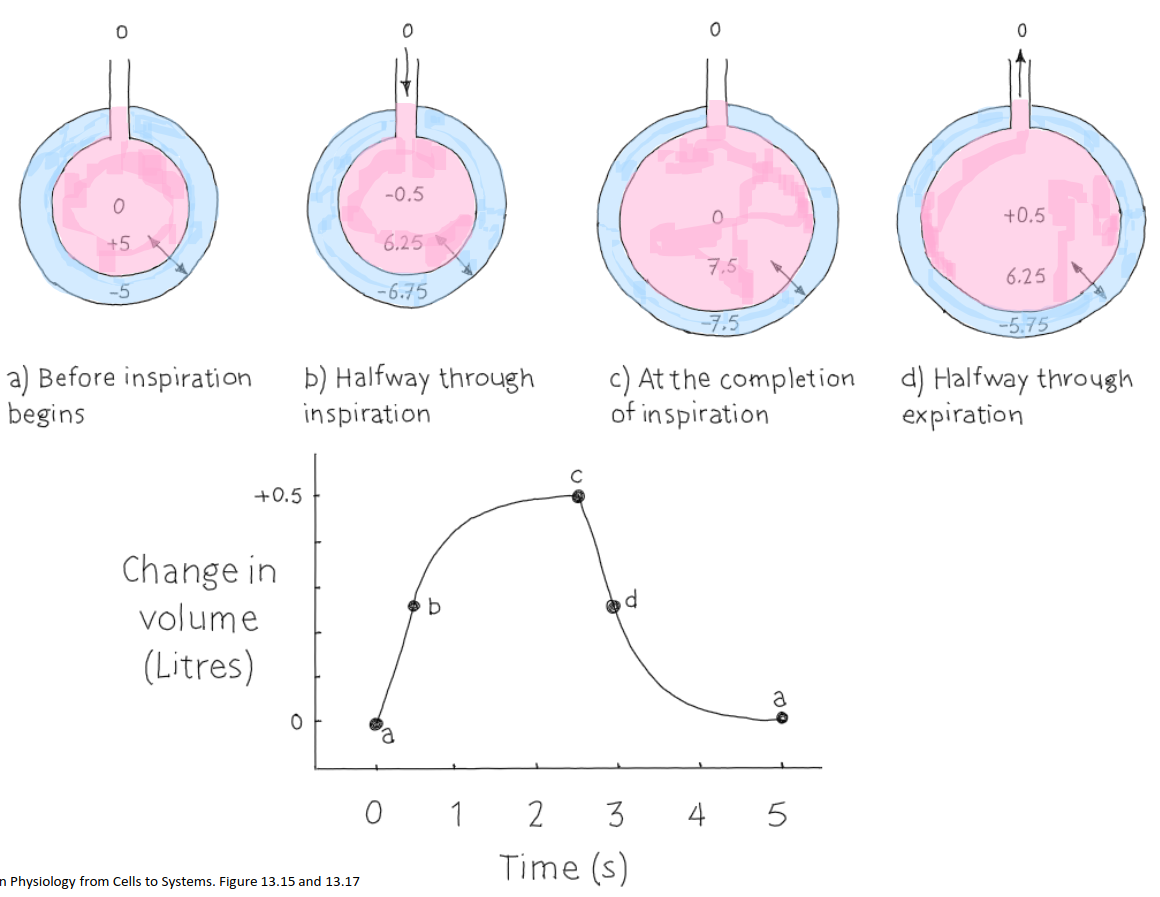 0
0
0
0
0
+5
-5
-0.5
6.25
-6.75
0
7.5
-7.5
+0.5
6.25
-5.75
a) Before inspiration
begins
b) Halfway through
inspiration
c) At the completion
of inspiration
d) Halfway through
expiration
+0.5
0
Change in
volume
(Litres)
a
b
c
d
a
0 1 2 3 4 5
Time (s)
n Physiology from Cells to Systems. Figure 13.15 and 13.17